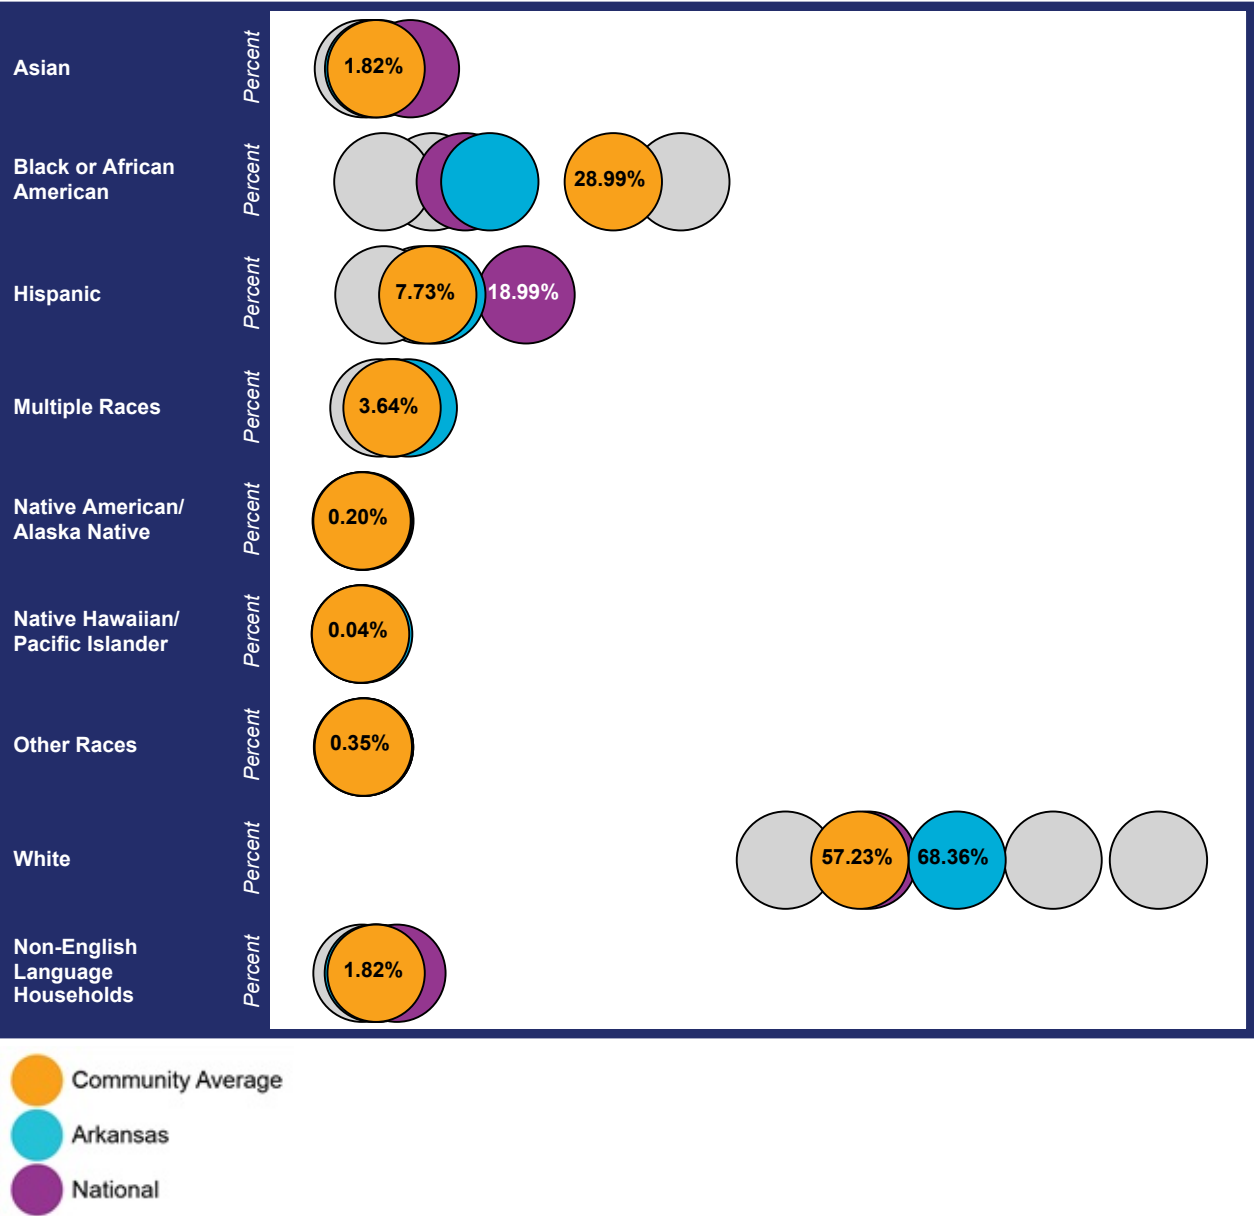 Asian
Percent
1.82%
Black or African
American
Percent
28.99%
Hispanic
Percent
7.73%
18.99%
Multiple Races
Percent
3.64%
Native American/
Alaska Native
Percent
0.20%
Native Hawaiian/
Pacific Islander
Percent
0.04%
Other Races
Percent
0.35%
White
Percent
57.23%
68.36%
Non-English
Language
Households
Percent
1.82%
Community Average
Arkansas
National